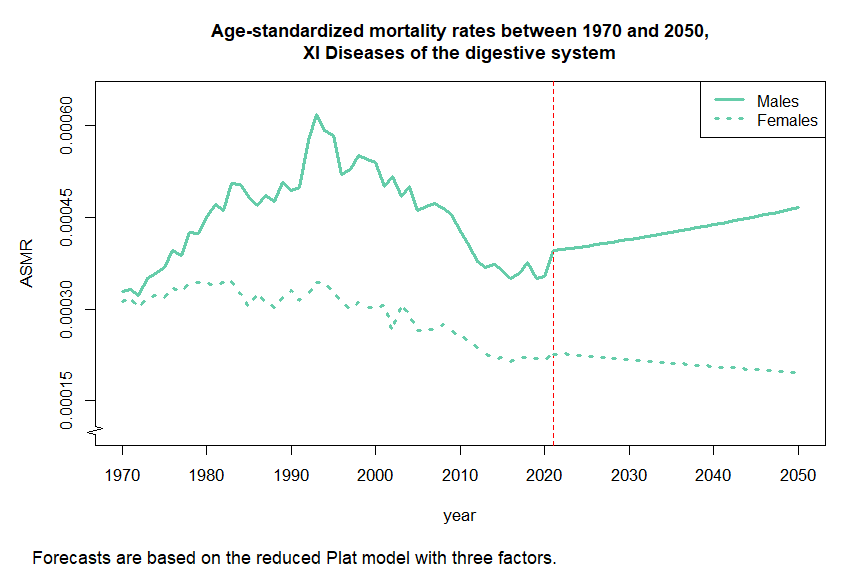 Age-standardized mortality rates between 1970 and 2050,
XI Diseases of the digestive system
Males
Females
0.00060
0.00045
0.00030
0.00015
ASMR
1970 1980 1990 2000 2010 2020 2030 2040 2050
year
Forecasts are based on the reduced Plat model with three factors.